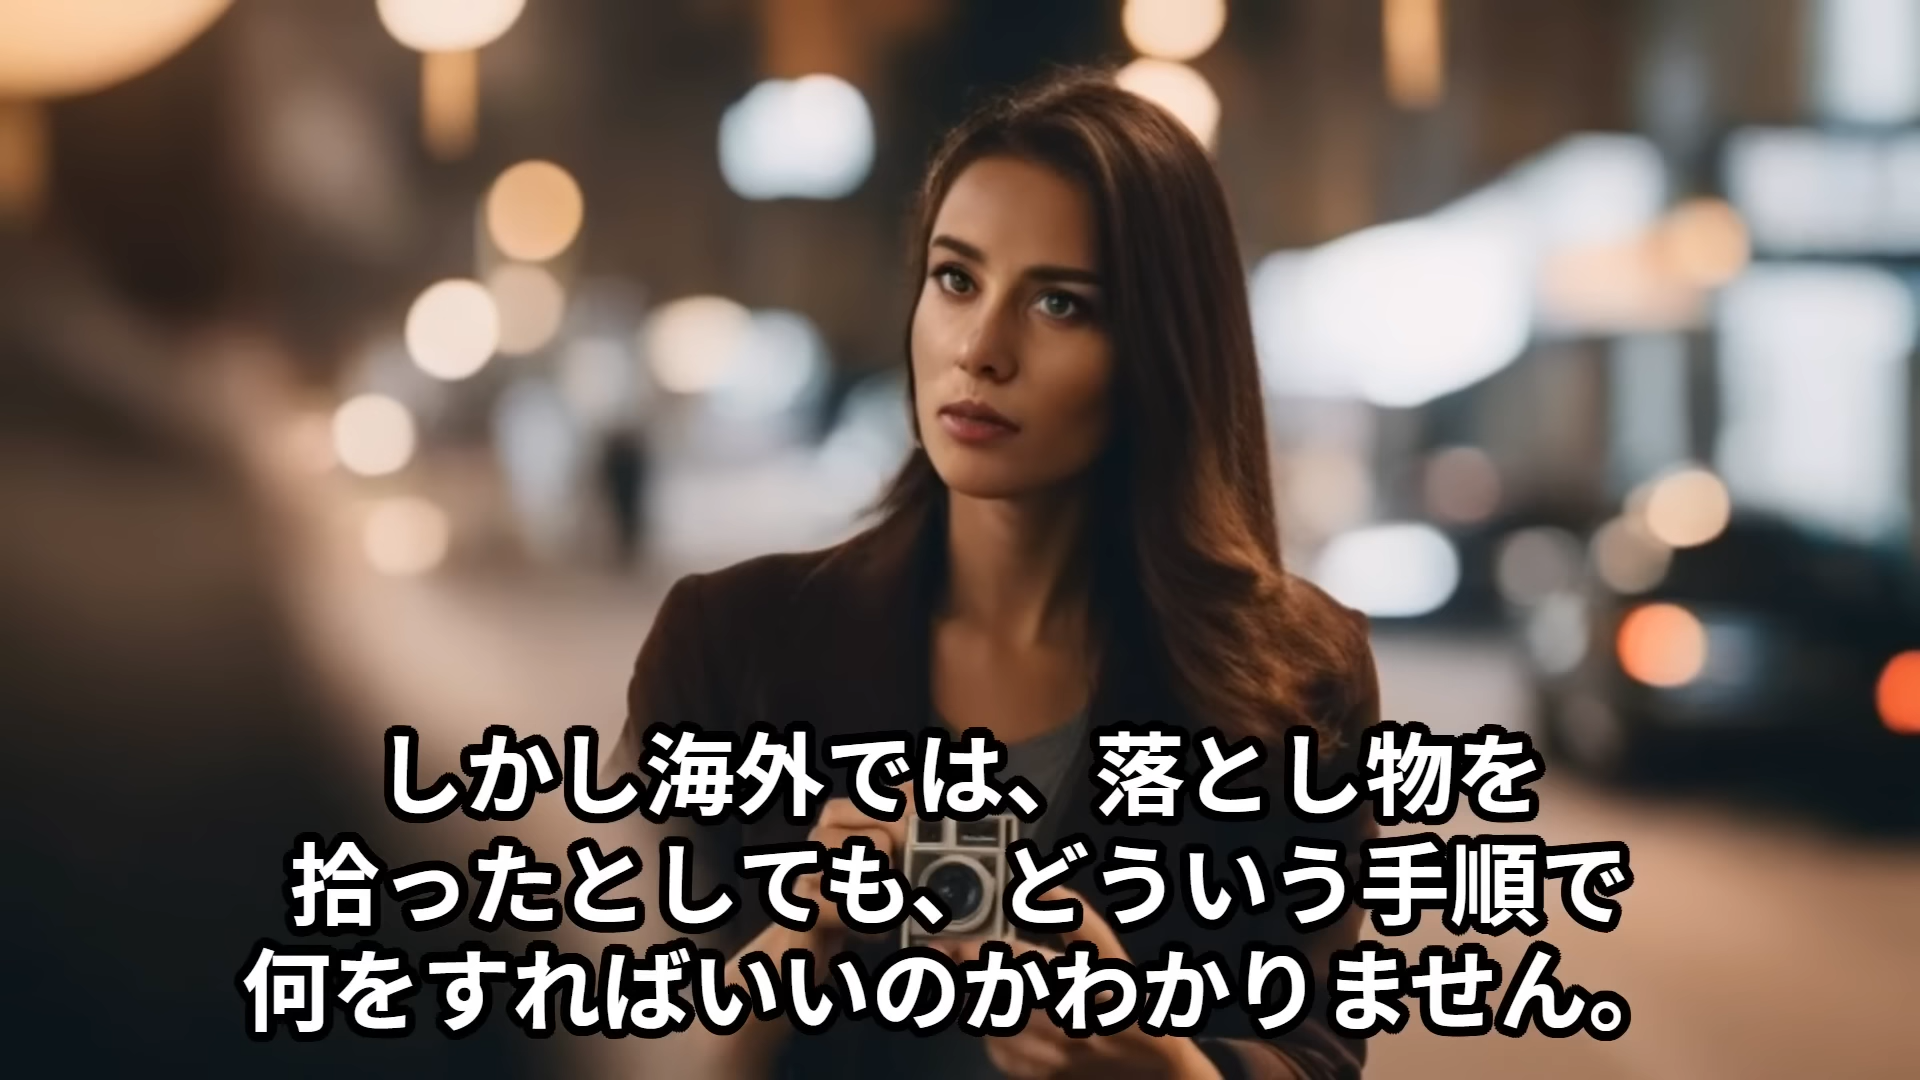 しかし海外では、落とし物を
拾ったとしても、どういう手順で
何をすればいいのかわかりません。